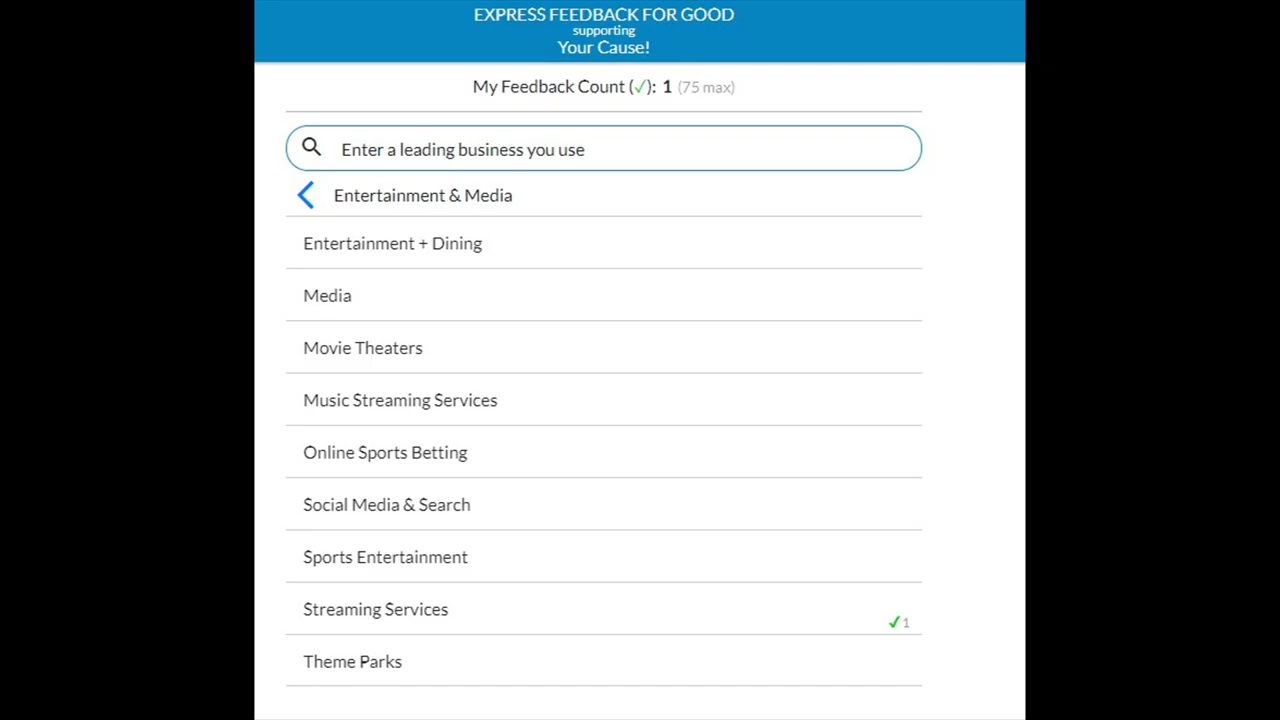 EXPRESS FEEDBACK FOR GOOD
supporting
Your Cause!
My Feedback Count (✓): 1 (75 max)
Enter a leading business you use
Entertainment & Media
Entertainment + Dining
Media
Movie Theaters
Music Streaming Services
Online Sports Betting
Social Media & Search
Sports Entertainment
Streaming Services
✓1
Theme Parks